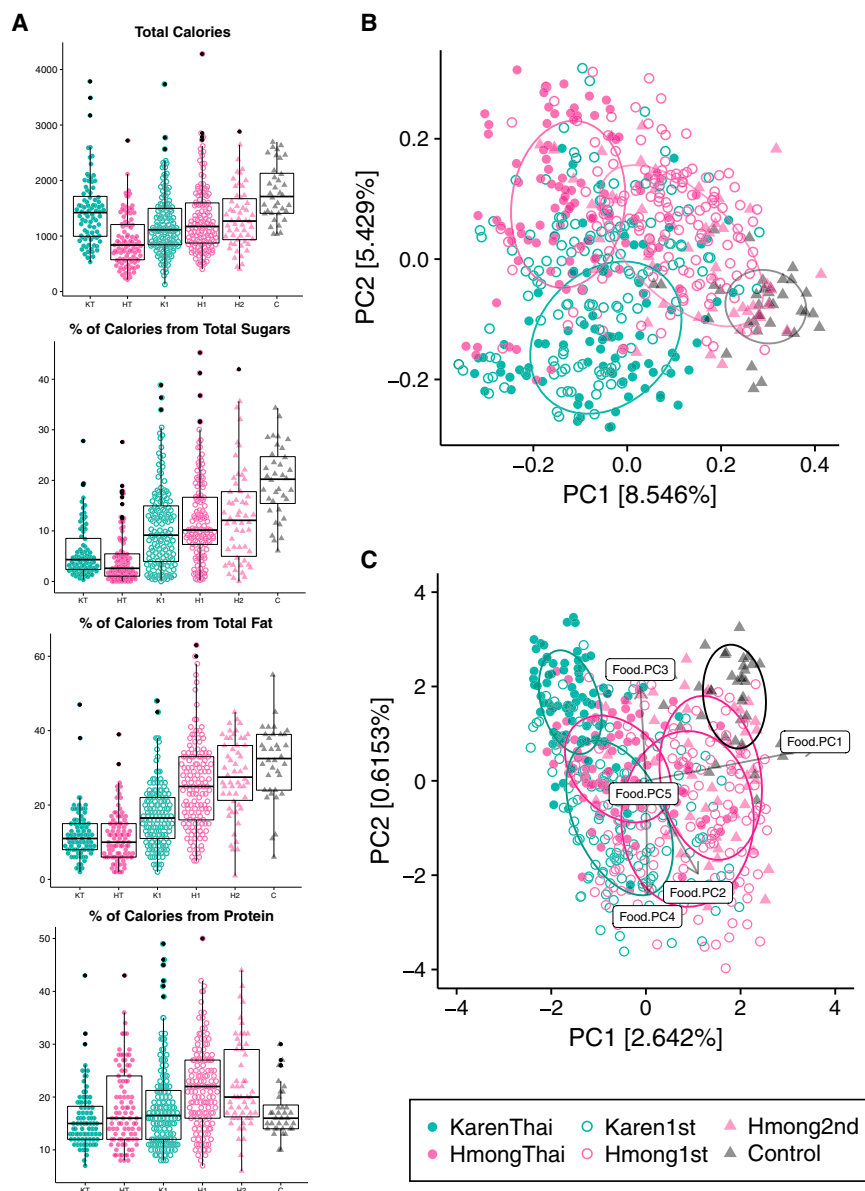 A
Total Calories
4000
3000
2000
1000
0
KT HT K1 H1 H2 C
% of Calories from Total Sugars
40
30
20
10
0
KT HT K1 H1 H2 C
% of Calories from Total Fat
60
40
20
0
KT HT K1 H1 H2 C
% of Calories from Protein
50
40
30
20
10
KT HT K1 H1 H2 C
B
PC2 [5.429%]
0.2
0.0
−0.2
−0.2 0.0 0.2 0.4
PC1 [8.546%]
C
PC2 [0.6153%]
4
2
0
−2
−4
Food.PC3
Food.PC1
Food.PC5
Food.PC2
Food.PC4
−4 −2 0 2 4
PC1 [2.642%]
KarenThai Karen1st Hmong2nd
HmongThai Hmong1st Control